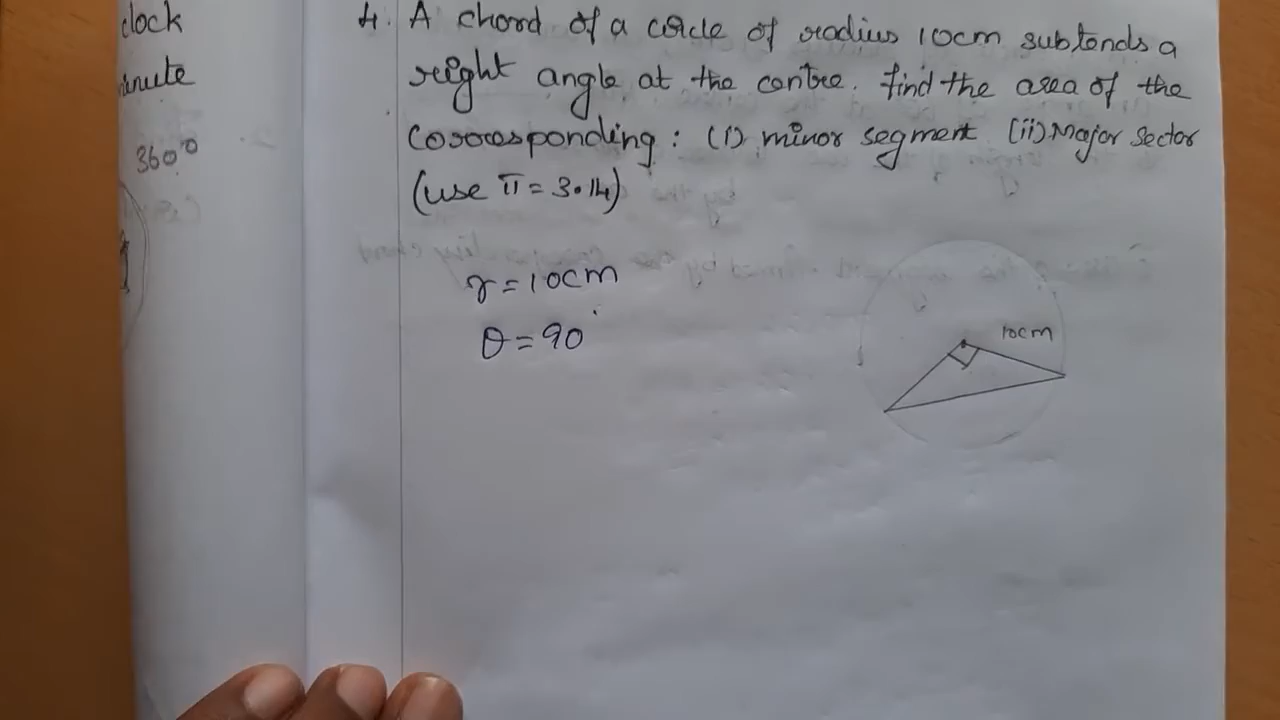 clock
minute
360°
4. A chord of a circle of radius 10cm subtends a
right angle at the centre. find the area of the
corresponding : (i) minor segment (ii) Major sector
(use π = 3.14)
r = 10cm
θ = 90°
10cm